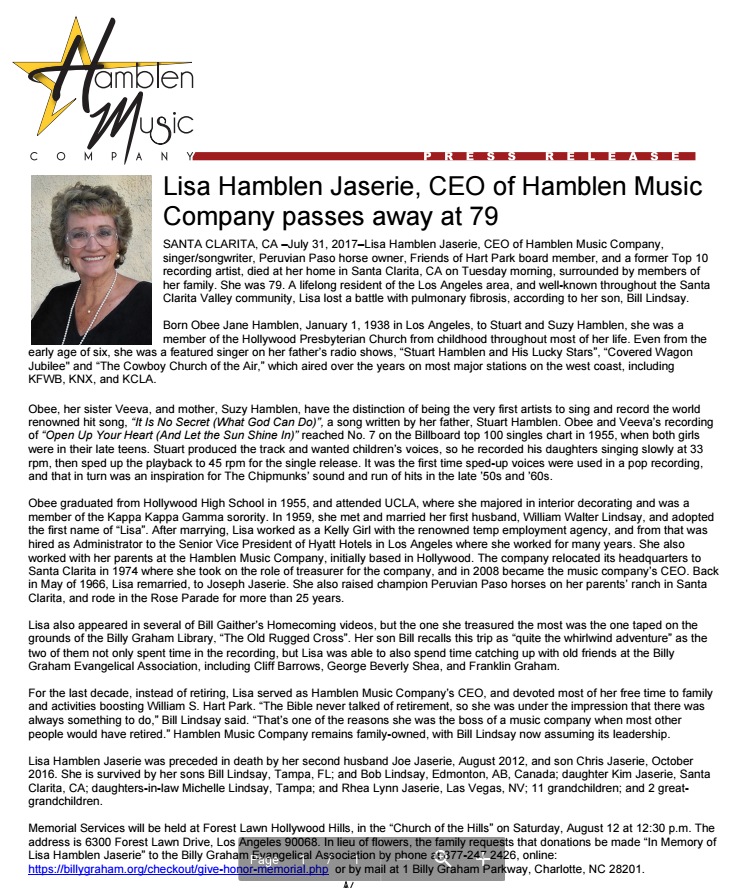 Hamblen
Music
COMPANY
PRESS RELEASE
Lisa Hamblen Jaserie, CEO of Hamblen Music
Company passes away at 79
SANTA CLARITA, CA –July 31, 2017–Lisa Hamblen Jaserie, CEO of Hamblen Music Company,
singer/songwriter, Peruvian Paso horse owner, Friends of Hart Park board member, and a former Top 10
recording artist, died at her home in Santa Clarita, CA on Tuesday morning, surrounded by members of
her family. She was 79. A lifelong resident of the Los Angeles area, and well-known throughout the Santa
Clarita Valley community, Lisa lost a battle with pulmonary fibrosis, according to her son, Bill Lindsay.
Born Obee Jane Hamblen, January 1, 1938 in Los Angeles, to Stuart and Suzy Hamblen, she was a
member of the Hollywood Presbyterian Church from childhood throughout most of her life. Even from the
early age of six, she was a featured singer on her father's radio shows, "Stuart Hamblen and His Lucky Stars", "Covered Wagon
Jubilee" and "The Cowboy Church of the Air," which aired over the years on most major stations on the west coast, including
KFWB, KNX, and KCLA.
Obee, her sister Veeva, and mother, Suzy Hamblen, have the distinction of being the very first artists to sing and record the world
renowned hit song, "It Is No Secret (What God Can Do)", a song written by her father, Stuart Hamblen. Obee and Veeva's recording
of "Open Up Your Heart (And Let the Sun Shine In)" reached No. 7 on the Billboard top 100 singles chart in 1955, when both girls
were in their late teens. Stuart produced the track and wanted children's voices, so he recorded his daughters singing slowly at 33
rpm, then sped up the playback to 45 rpm for the single release. It was the first time sped-up voices were used in a pop recording,
and that in turn was an inspiration for The Chipmunks' sound and run of hits in the late '50s and '60s.
Obee graduated from Hollywood High School in 1955, and attended UCLA, where she majored in interior decorating and was a
member of the Kappa Kappa Gamma sorority. In 1959, she met and married her first husband, William Walter Lindsay, and adopted
the first name of "Lisa". After marrying, Lisa worked as a Kelly Girl with the renowned temp employment agency, and from that was
hired as Administrator to the Senior Vice President of Hyatt Hotels in Los Angeles where she worked for many years. She also
worked with her parents at the Hamblen Music Company, initially based in Hollywood. The company relocated its headquarters to
Santa Clarita in 1974 where she took on the role of treasurer for the company, and in 2008 became the music company's CEO. Back
in May of 1966, Lisa remarried, to Joseph Jaserie. She also raised champion Peruvian Paso horses on her parents' ranch in Santa
Clarita, and rode in the Rose Parade for more than 25 years.
Lisa also appeared in several of Bill Gaither's Homecoming videos, but the one she treasured the most was the one taped on the
grounds of the Billy Graham Library, "The Old Rugged Cross". Her son Bill recalls this trip as "quite the whirlwind adventure" as the
two of them not only spent time in the recording, but Lisa was able to also spend time catching up with old friends at the Billy
Graham Evangelical Association, including Cliff Barrows, George Beverly Shea, and Franklin Graham.
For the last decade, instead of retiring, Lisa served as Hamblen Music Company's CEO, and devoted most of her free time to family
and activities boosting William S. Hart Park. "The Bible never talked of retirement, so she was under the impression that there was
always something to do," Bill Lindsay said. "That's one of the reasons she was the boss of a music company when most other
people would have retired." Hamblen Music Company remains family-owned, with Bill Lindsay now assuming its leadership.
Lisa Hamblen Jaserie was preceded in death by her second husband Joe Jaserie, August 2012, and son Chris Jaserie, October
2016. She is survived by her sons Bill Lindsay, Tampa, FL; and Bob Lindsay, Edmonton, AB, Canada; daughter Kim Jaserie, Santa
Clarita, CA; daughters-in-law Michelle Lindsay, Tampa; and Rhea Lynn Jaserie, Las Vegas, NV; 11 grandchildren; and 2 great-
grandchildren.
Memorial Services will be held at Forest Lawn Hollywood Hills, in the "Church of the Hills" on Saturday, August 12 at 12:30 p.m. The
address is 6300 Forest Lawn Drive, Los Angeles 90068. In lieu of flowers, the family requests that donations be made "In Memory of
Lisa Hamblen Jaserie" to the Billy Graham Evangelical Association by phone at 877-247-2426, online:
https://billygraham.org/checkout/give-honor-memorial.php or by mail at 1 Billy Graham Parkway, Charlotte, NC 28201.
Page 1 / 1